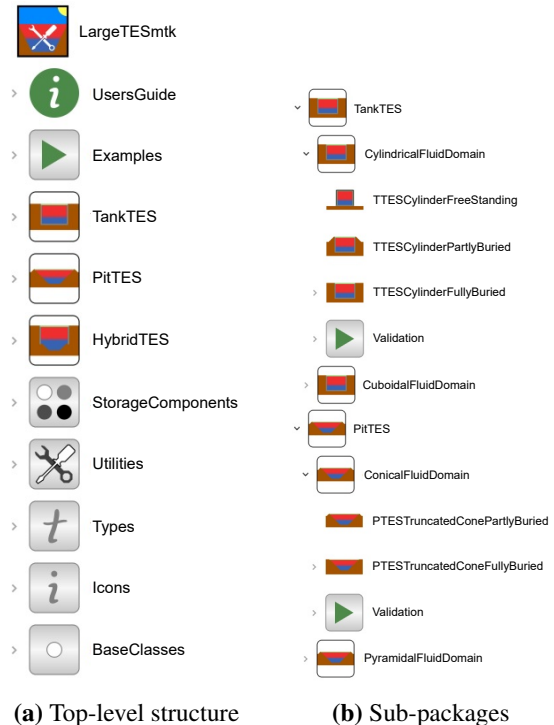 LargeTESmtk
UsersGuide
Examples
TankTES
PitTES
HybridTES
StorageComponents
Utilities
Types
Icons
BaseClasses
(a) Top-level structure
TankTES
CylindricalFluidDomain
TTESCylinderFreeStanding
TTESCylinderPartlyBuried
TTESCylinderFullyBuried
Validation
CuboidalFluidDomain
PitTES
ConicalFluidDomain
PTESTruncatedConePartlyBuried
PTESTruncatedConeFullyBuried
Validation
PyramidalFluidDomain
(b) Sub-packages